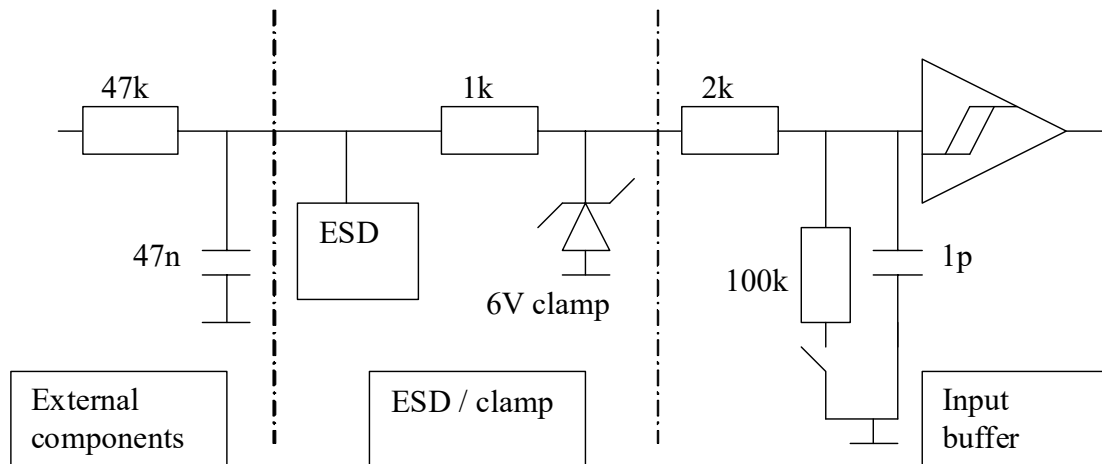 47k
1k
2k
ESD
47n
100k
1p
6V clamp
External
components
ESD / clamp
Input
buffer